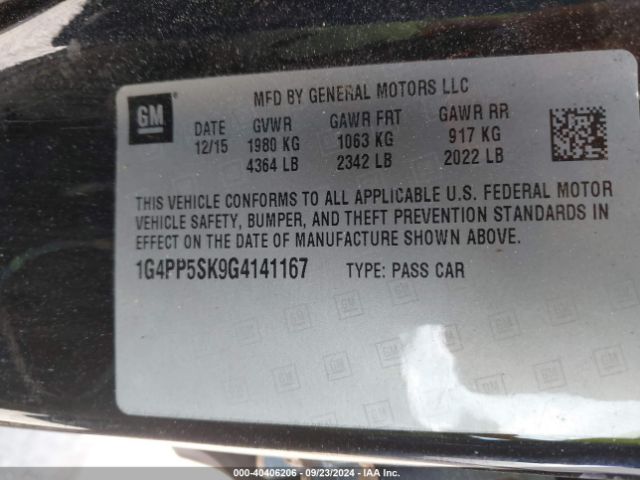 GM
MFD BY GENERAL MOTORS LLC
DATE GVWR GAWR FRT GAWR RR
12/15 1980 KG 1063 KG 917 KG
4364 LB 2342 LB 2022 LB
THIS VEHICLE CONFORMS TO ALL APPLICABLE U.S. FEDERAL MOTOR
VEHICLE SAFETY, BUMPER, AND THEFT PREVENTION STANDARDS IN
EFFECT ON THE DATE OF MANUFACTURE SHOWN ABOVE.
1G4PP5SK9G4141167 TYPE: PASS CAR
000-40406206 - 09/23/2024 - IAA Inc.